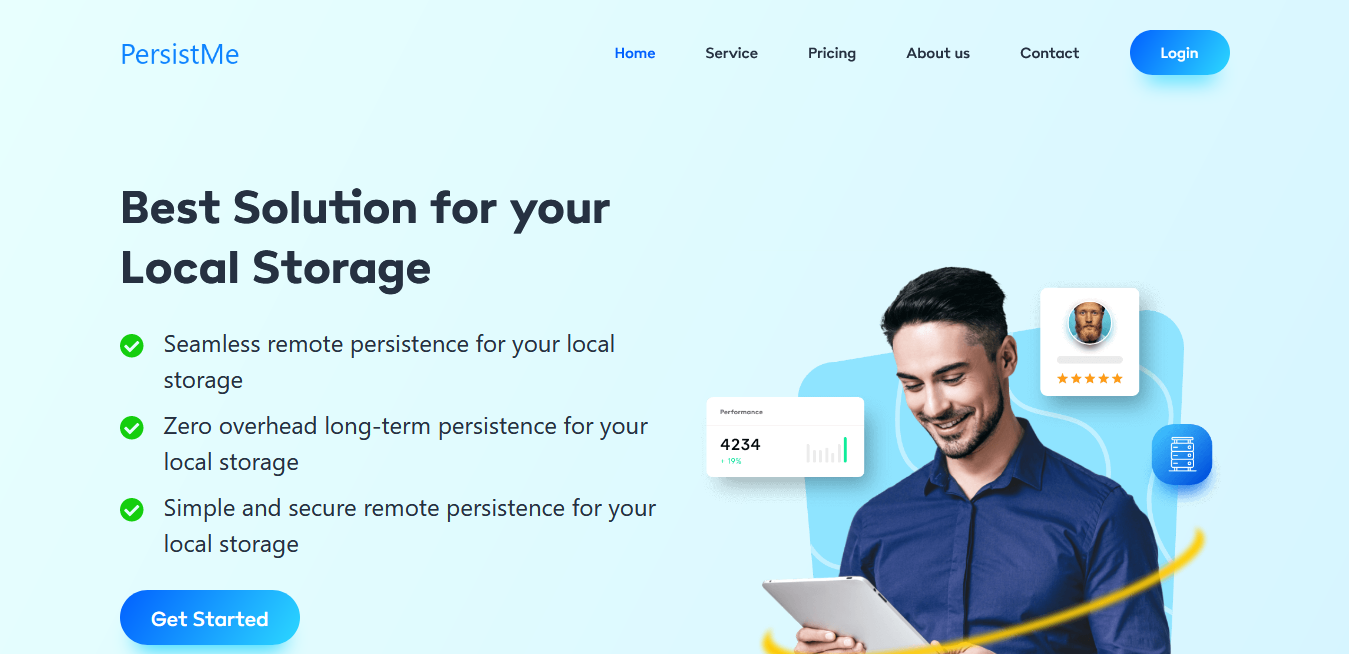 PersistMe
Home Service Pricing About us Contact Login
Best Solution for your
Local Storage
Seamless remote persistence for your local
storage
Zero overhead long-term persistence for your
local storage
Simple and secure remote persistence for your
local storage
Get Started
Performance
4234
↑ 19%